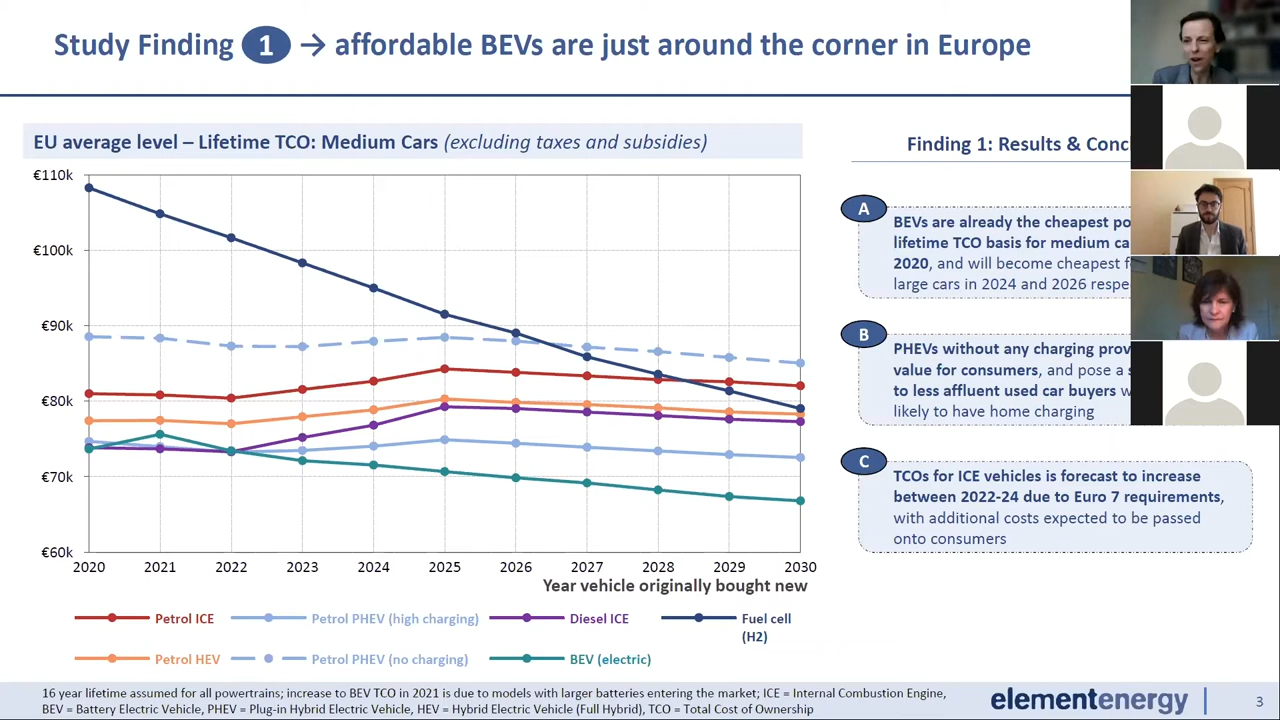 Study Finding 1 → affordable BEVs are just around the corner in Europe
EU average level – Lifetime TCO: Medium Cars (excluding taxes and subsidies)
€110k
€100k
€90k
€80k
€70k
€60k
2020 2021 2022 2023 2024 2025 2026 2027 2028 2029 2030
Year vehicle originally bought new
Petrol ICE
Petrol PHEV (high charging)
Diesel ICE
Fuel cell
(H2)
Petrol HEV
Petrol PHEV (no charging)
BEV (electric)
Finding 1: Results &
A
BEVs are already the cheapest
lifetime TCO basis for medium
2020, and will become cheapest
large cars in 2024 and 2026
B
PHEVs without any charging
value for consumers, and pose a
to less affluent used car buyers
likely to have home charging
C
TCOs for ICE vehicles is forecast to increase
between 2022-24 due to Euro 7 requirements,
with additional costs expected to be passed
onto consumers
16 year lifetime assumed for all powertrains; increase to BEV TCO in 2021 is due to models with larger batteries entering the market; ICE = Internal Combustion Engine,
BEV = Battery Electric Vehicle, PHEV = Plug-in Hybrid Electric Vehicle, HEV = Hybrid Electric Vehicle (Full Hybrid), TCO = Total Cost of Ownership
elementenergy
3